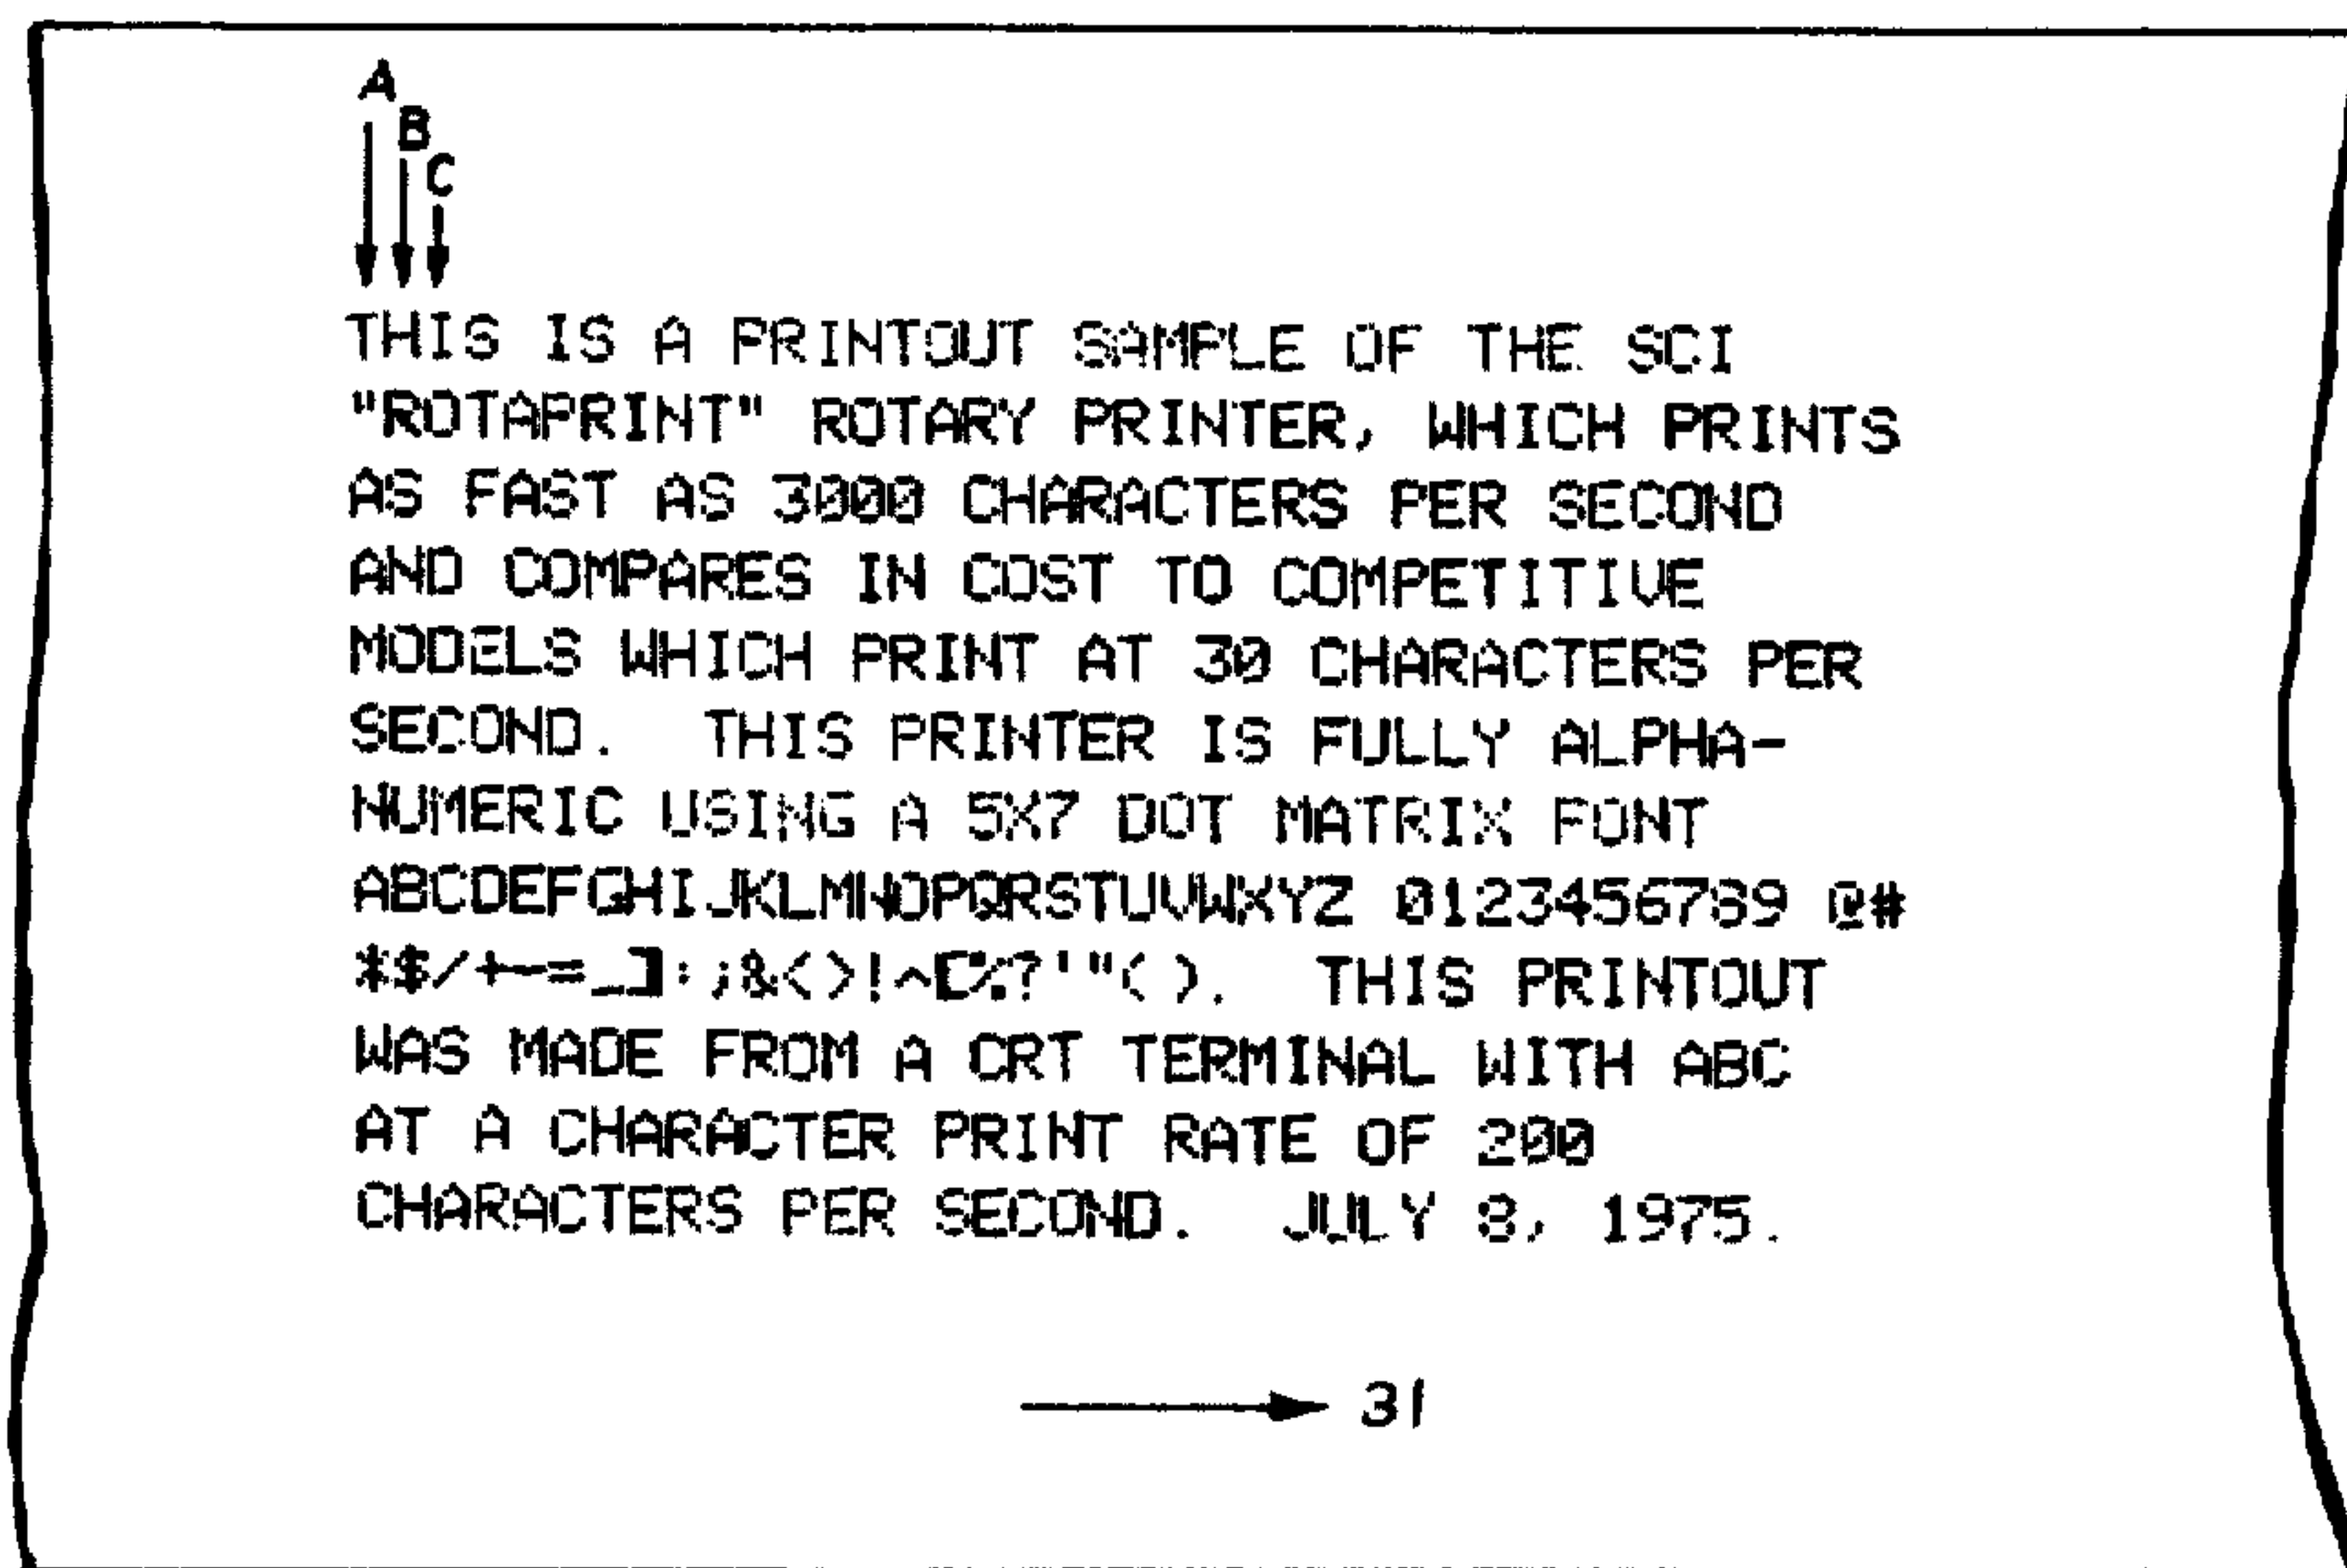 A
B
C
THIS IS A PRINTOUT SAMPLE OF THE SCI
"ROTAPRINT" ROTARY PRINTER, WHICH PRINTS
AS FAST AS 3000 CHARACTERS PER SECOND
AND COMPARES IN COST TO COMPETITIVE
MODELS WHICH PRINT AT 30 CHARACTERS PER
SECOND.  THIS PRINTER IS FULLY ALPHA-
NUMERIC USING A 5X7 DOT MATRIX FONT
ABCDEFGHIJKLMNOPQRSTUVWXYZ 0123456789 @#
*$/+-=_]:;&<>!^[%?'"(). THIS PRINTOUT
WAS MADE FROM A CRT TERMINAL WITH ABC
AT A CHARACTER PRINT RATE OF 200
CHARACTERS PER SECOND.  JULY 8, 1975.
31